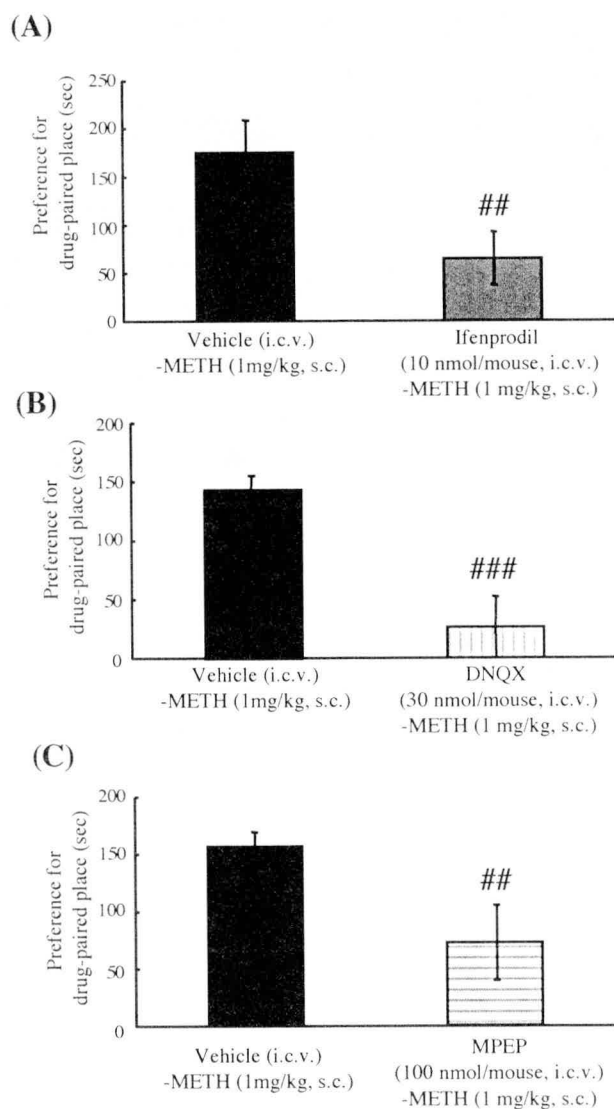 (A)
Preference for
drug-paired place (sec)
250
200
150
100
50
0
##
Vehicle (i.c.v.)
-METH (1mg/kg, s.c.)
Ifenprodil
(10 nmol/mouse, i.c.v.)
-METH (1 mg/kg, s.c.)
(B)
Preference for
drug-paired place (sec)
200
150
100
50
0
###
Vehicle (i.c.v.)
-METH (1mg/kg, s.c.)
DNQX
(30 nmol/mouse, i.c.v.)
-METH (1 mg/kg, s.c.)
(C)
Preference for
drug-paired place (sec)
200
150
100
50
0
##
Vehicle (i.c.v.)
-METH (1mg/kg, s.c.)
MPEP
(100 nmol/mouse, i.c.v.)
-METH (1 mg/kg, s.c.)